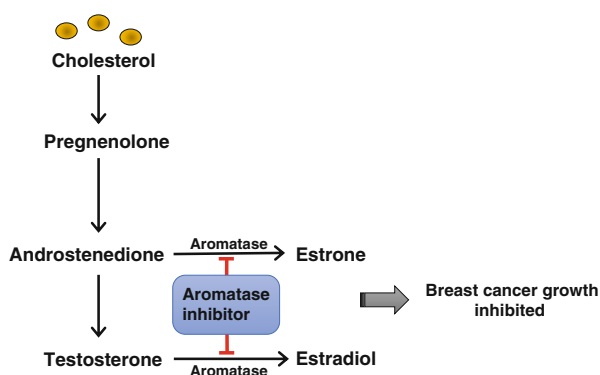 Cholesterol
Pregnenolone
Androstenedione
Aromatase
Estrone
Aromatase
inhibitor
Breast cancer growth
inhibited
Testosterone
Aromatase
Estradiol